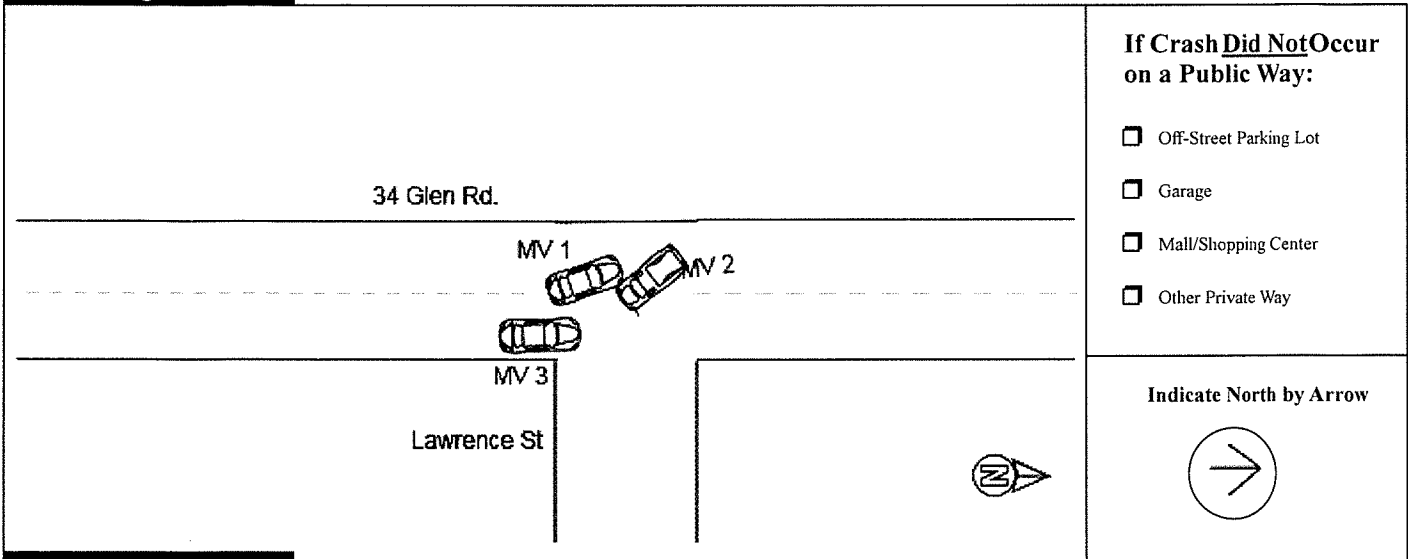 34 Glen Rd.
MV 1
MV 2
MV 3
Lawrence St
N
If Crash Did Not Occur
on a Public Way:
Off-Street Parking Lot
Garage
Mall/Shopping Center
Other Private Way
Indicate North by Arrow